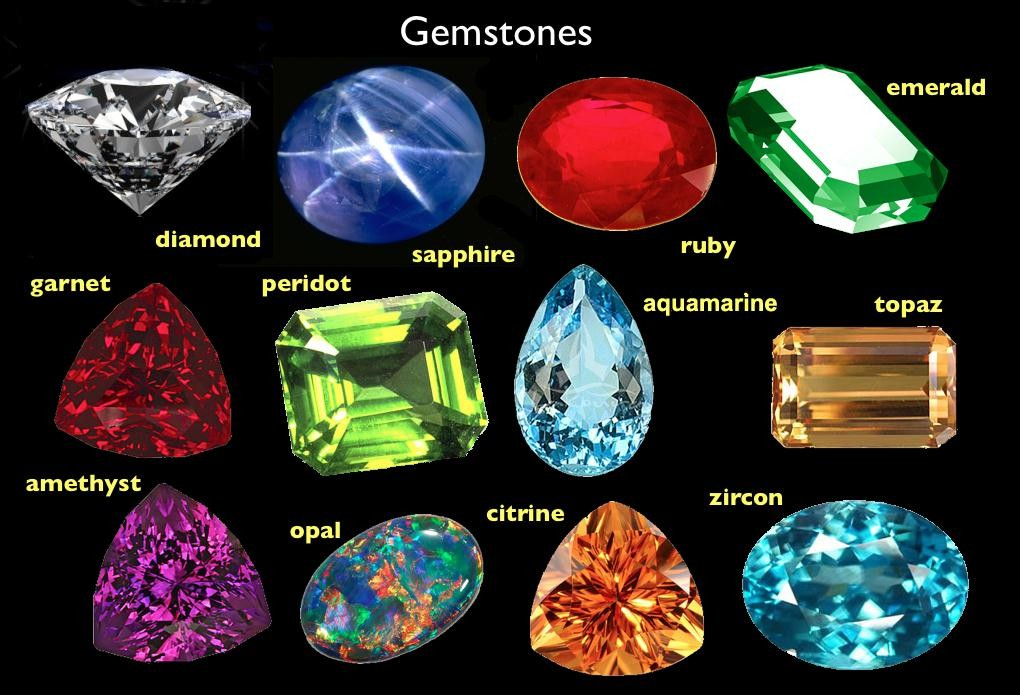 Gemstones
emerald
diamond
sapphire
ruby
garnet
peridot
aquamarine
topaz
amethyst
opal
citrine
zircon